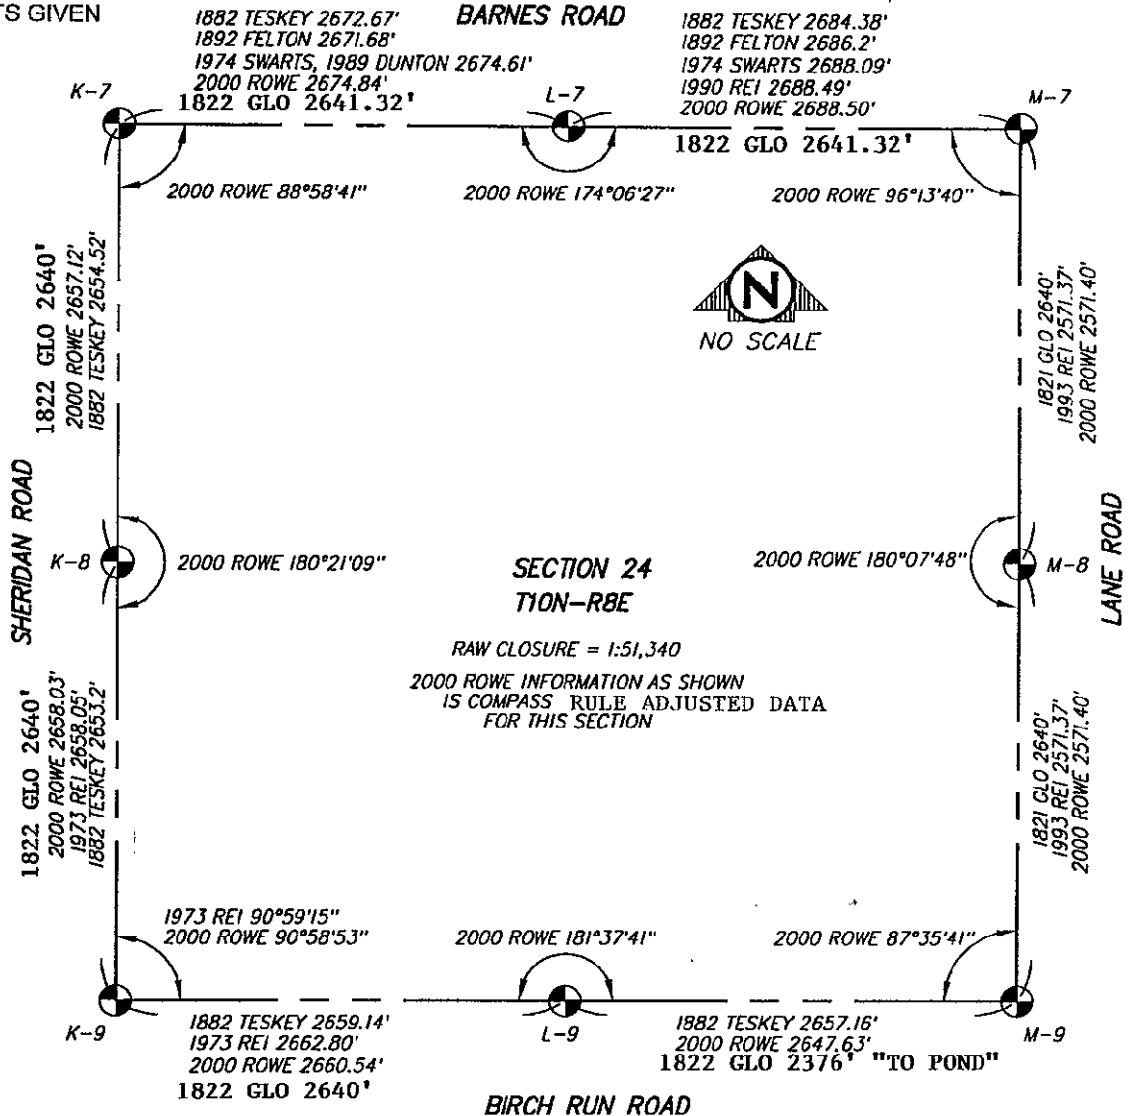 TS GIVEN
1882 TESKEY 2672.67'
1892 FELTON 2671.68'
1974 SWARTS, 1989 DUNTON 2674.61'
2000 ROWE 2674.84'
1822 GLO 2641.32'
BARNES ROAD
1882 TESKEY 2684.38'
1892 FELTON 2686.2'
1974 SWARTS 2688.09'
1990 REI 2688.49'
2000 ROWE 2688.50'
1822 GLO 2641.32'
K-7
L-7
M-7
2000 ROWE 88°58'41"
2000 ROWE 174°06'27"
2000 ROWE 96°13'40"
1822 GLO 2640'
2000 ROWE 2657.12'
1882 TESKEY 2654.52'
N
NO SCALE
1821 GLO 2640'
1993 REI 2571.37'
2000 ROWE 2571.40'
SHERIDAN ROAD
K-8
2000 ROWE 180°21'09"
SECTION 24
T10N-R8E
2000 ROWE 180°07'48"
M-8
LANE ROAD
RAW CLOSURE = 1:51,340
2000 ROWE INFORMATION AS SHOWN
IS COMPASS RULE ADJUSTED DATA
FOR THIS SECTION
1822 GLO 2640'
2000 ROWE 2658.03'
1973 REI 2658.05'
1882 TESKEY 2653.2'
1821 GLO 2640'
1993 REI 2571.37'
2000 ROWE 2571.40'
1973 REI 90°59'15"
2000 ROWE 90°58'53"
2000 ROWE 181°37'41"
2000 ROWE 87°35'41"
K-9
L-9
M-9
1882 TESKEY 2659.14'
1973 REI 2662.80'
2000 ROWE 2660.54'
1822 GLO 2640'
1882 TESKEY 2657.16'
2000 ROWE 2647.63'
1822 GLO 2376' "TO POND"
BIRCH RUN ROAD